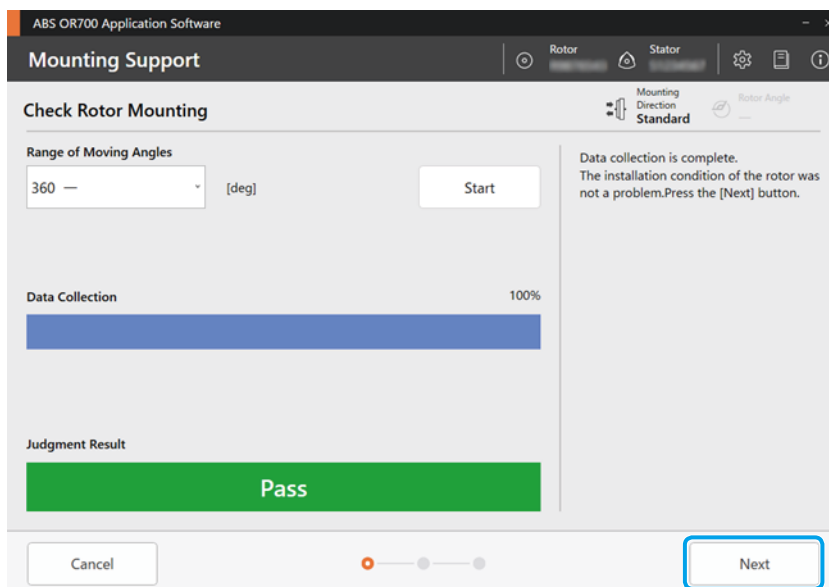 ABS OR700 Application Software
Mounting Support
Rotor
Stator
Check Rotor Mounting
Mounting
Direction
Standard
Rotor Angle
—
Range of Moving Angles
360 —
[deg]
Start
Data collection is complete.
The installation condition of the rotor was
not a problem.Press the [Next] button.
Data Collection
100%
Judgment Result
Pass
Cancel
Next